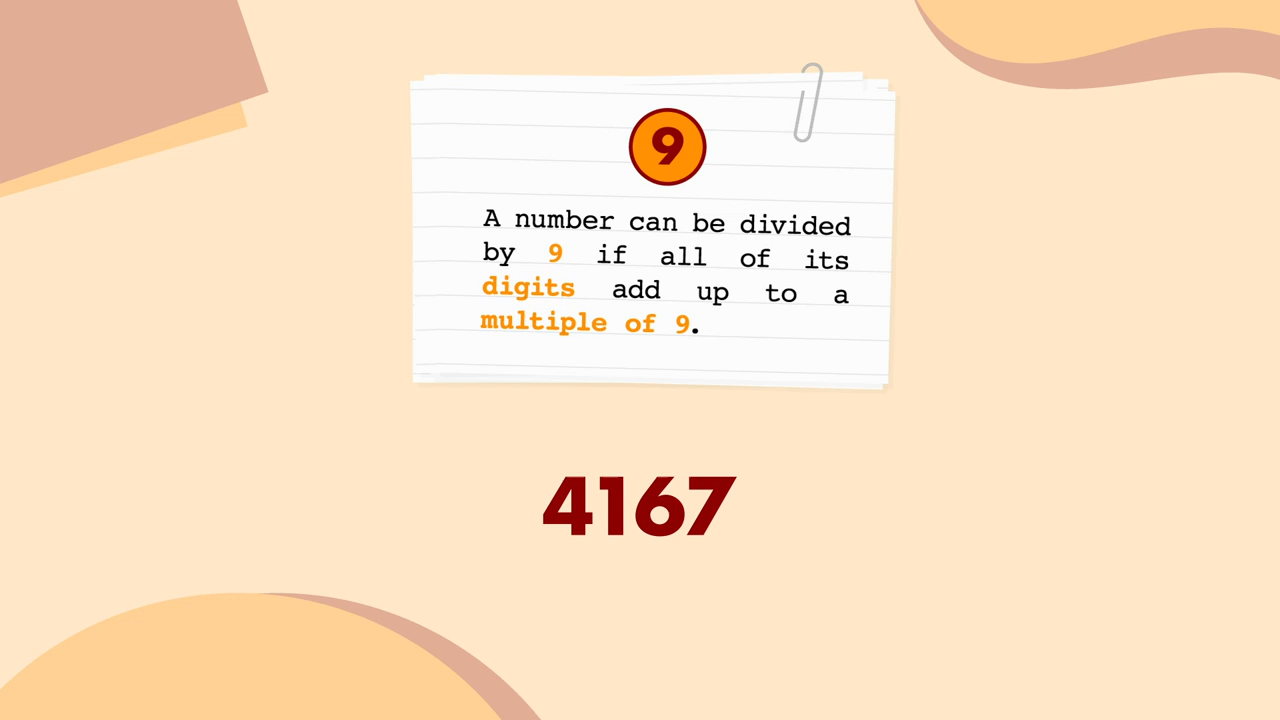 9
A number can be divided
by 9 if all of its
digits add up to a
multiple of 9.
4167